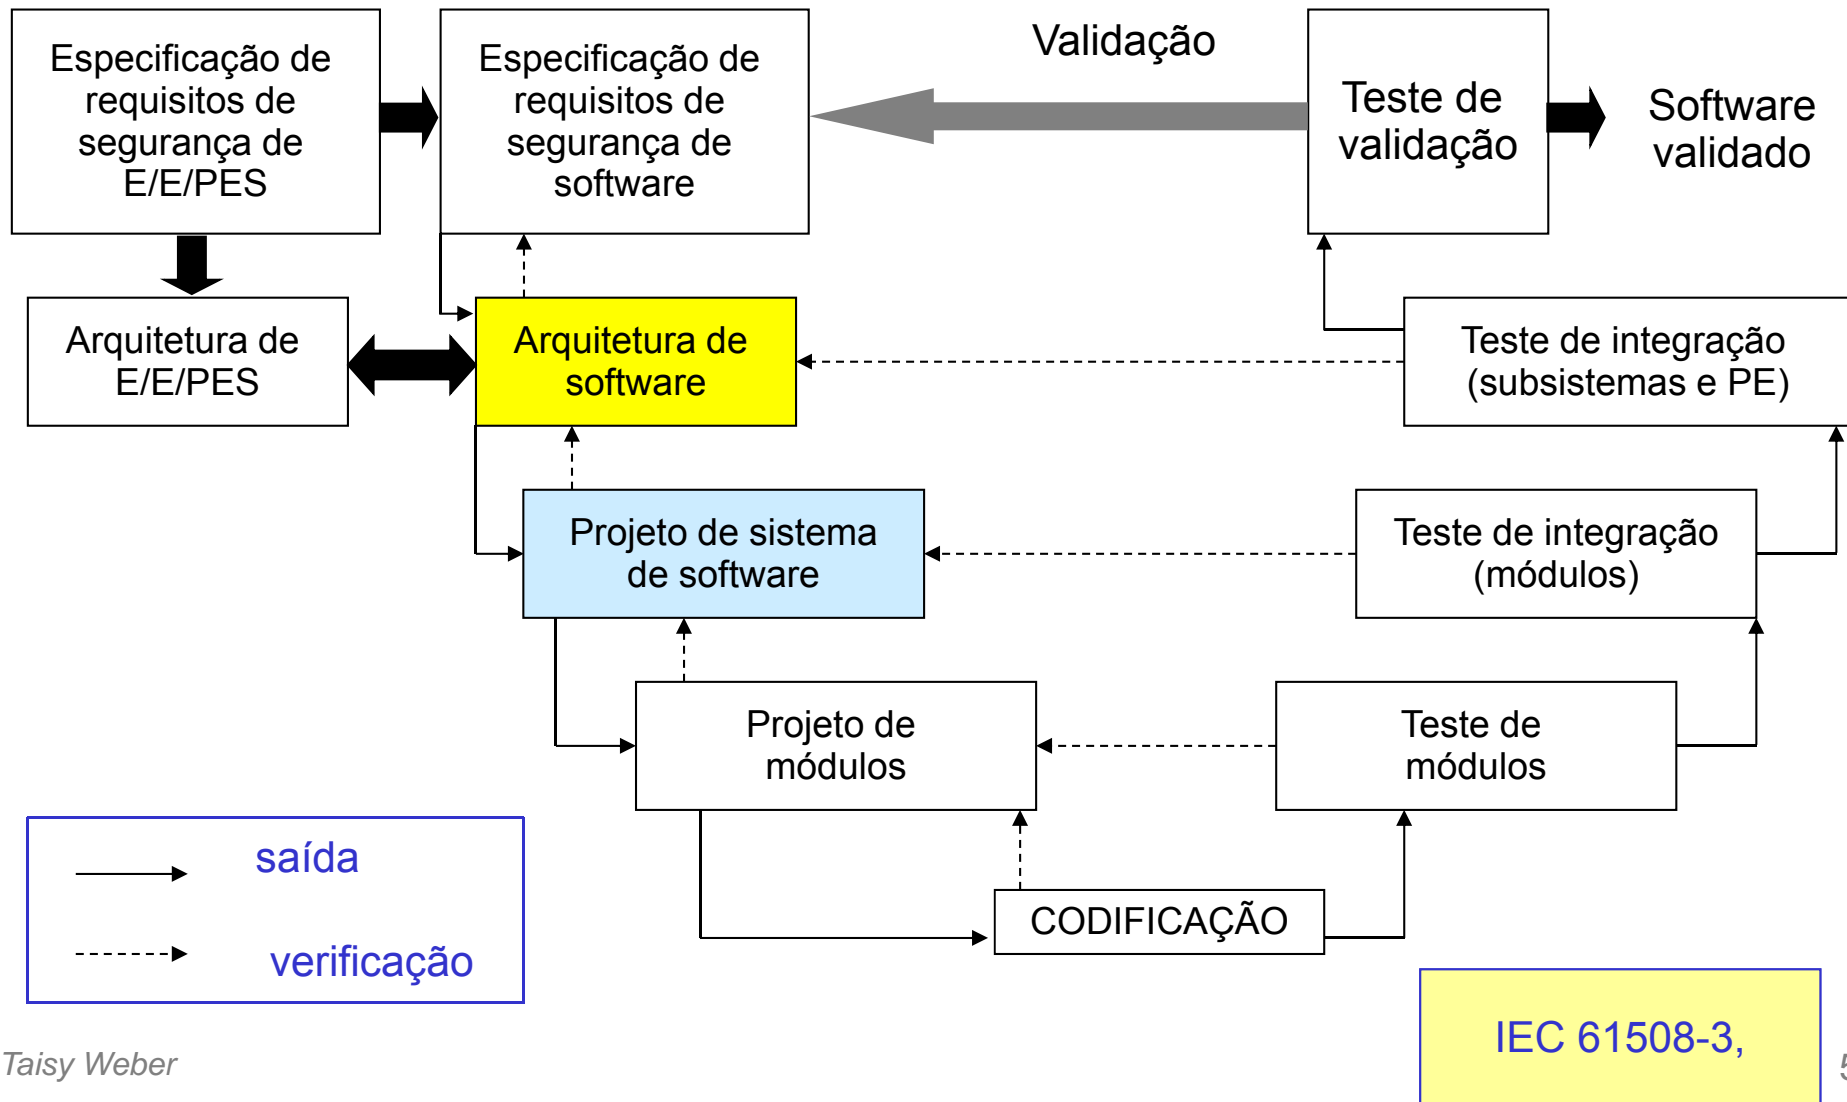 Especificação de
requisitos de
segurança de
E/E/PES
Especificação de
requisitos de
segurança de
software
Validação
Teste de
validação
Software
validado
Arquitetura de
E/E/PES
Arquitetura de
software
Teste de integração
(subsistemas e PE)
Projeto de sistema
de software
Teste de integração
(módulos)
Projeto de
módulos
Teste de
módulos
CODIFICAÇÃO
saída
verificação
IEC 61508-3,
Taisy Weber